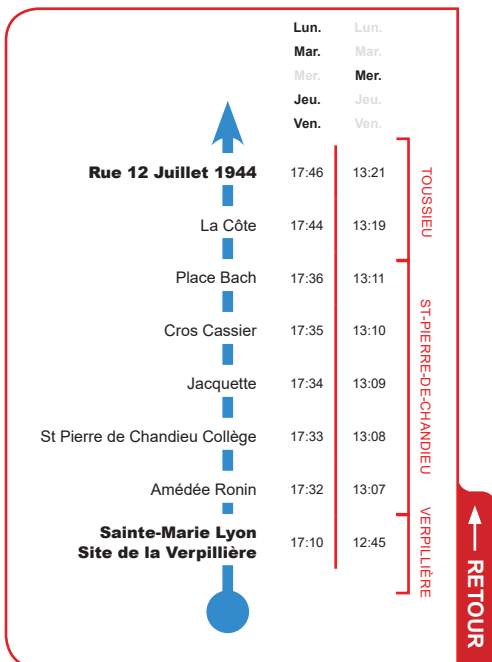 Lun. Lun.
Mar. Mar.
Mer. Mer.
Jeu. Jeu.
Ven. Ven.
Rue 12 Juillet 1944 17:46 13:21
La Côte 17:44 13:19
TOUSSIEU
Place Bach 17:36 13:11
Cros Cassier 17:35 13:10
Jacquette 17:34 13:09
St Pierre de Chandieu Collège 17:33 13:08
Amédée Ronin 17:32 13:07
ST-PIERRE-DE-CHANDIEU
Sainte-Marie Lyon
Site de la Verpillière 17:10 12:45
VERPILLIÈRE
RETOUR